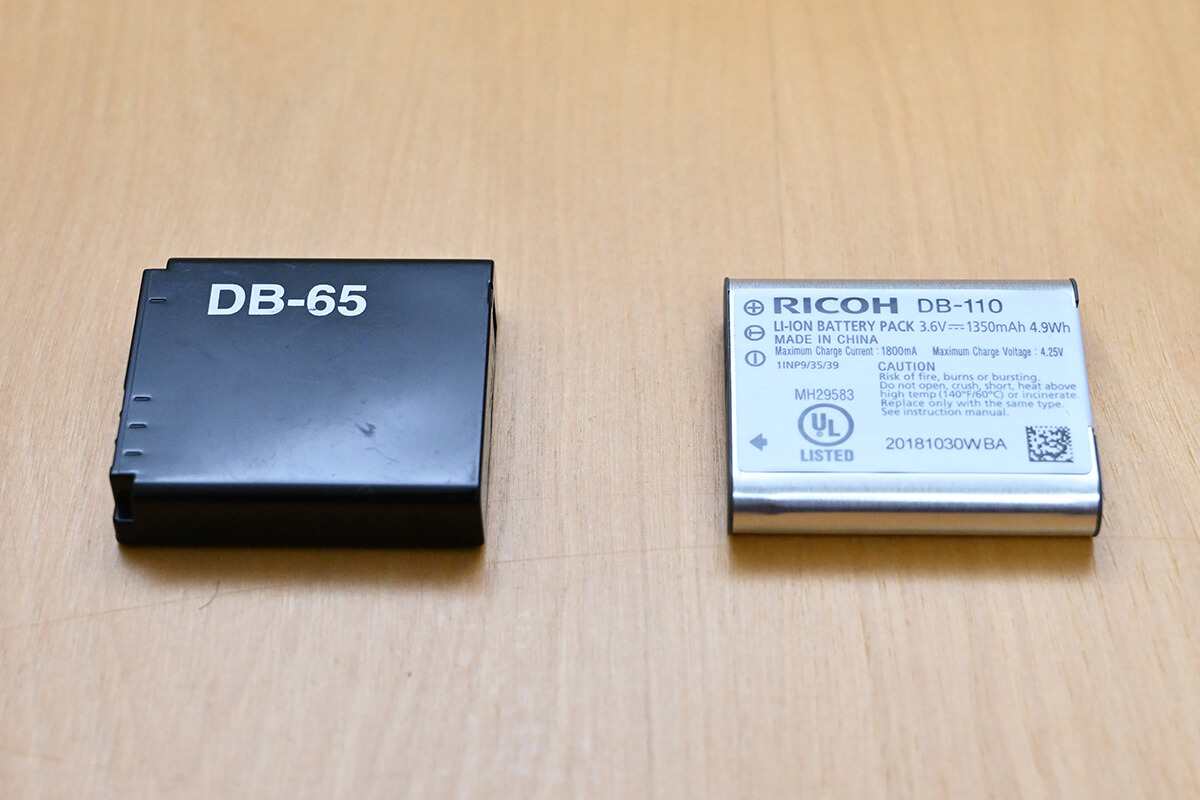 DB-65
RICOH DB-110
LI-ION BATTERY PACK 3.6V⎓1350mAh 4.9Wh
MADE IN CHINA
Maximum Charge Current : 1800mA Maximum Charge Voltage : 4.25V
1INP9/35/39
CAUTION
Risk of fire, burns or bursting.
Do not open, crush, short, heat above
high temp (140°F/60°C) or incinerate.
Replace only with the same type.
See instruction manual.
MH29583
UL
LISTED
20181030WBA